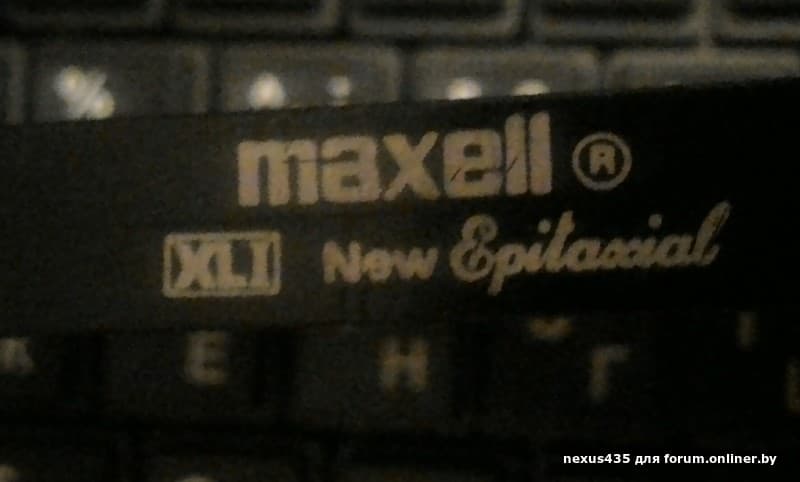 %
maxell ®
XLI New Epitaxial
К Е Н Г
nexus435 для forum.onliner.by